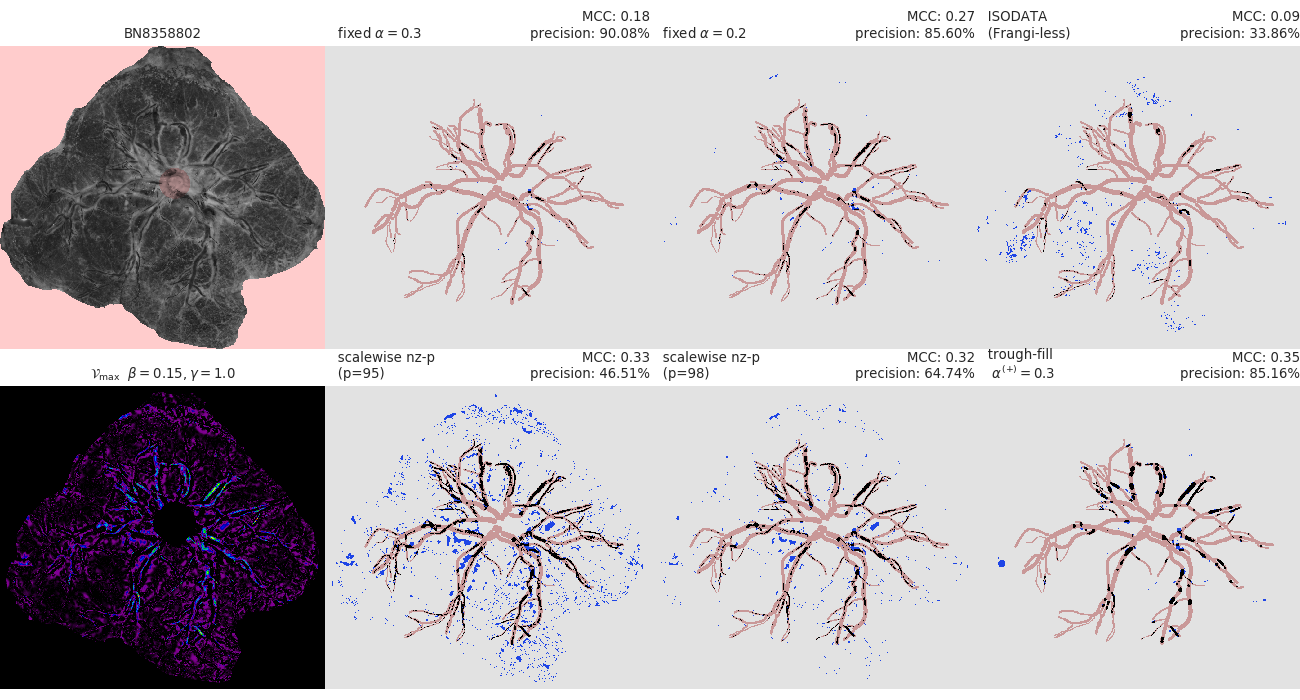 BN8358802
fixed α = 0.3
MCC: 0.18
precision: 90.08%
fixed α = 0.2
MCC: 0.27
precision: 85.60%
ISODATA
(Frangi-less)
MCC: 0.09
precision: 33.86%
𝒱max β = 0.15, γ = 1.0
scalewise nz-p
(p=95)
MCC: 0.33
precision: 46.51%
scalewise nz-p
(p=98)
MCC: 0.32
precision: 64.74%
trough-fill
α(+) = 0.3
MCC: 0.35
precision: 85.16%